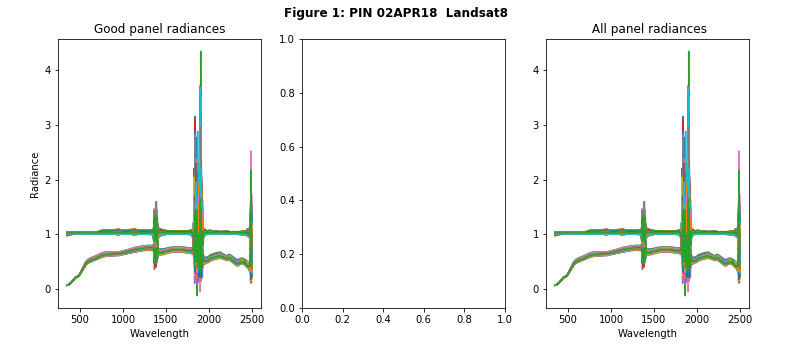 Figure 1: PIN 02APR18  Landsat8
Good panel radiances
All panel radiances
Radiance
4
3
2
1
0
500 1000 1500 2000 2500
Wavelength
1.0
0.8
0.6
0.4
0.2
0.0
0.0 0.2 0.4 0.6 0.8 1.0
4
3
2
1
0
500 1000 1500 2000 2500
Wavelength